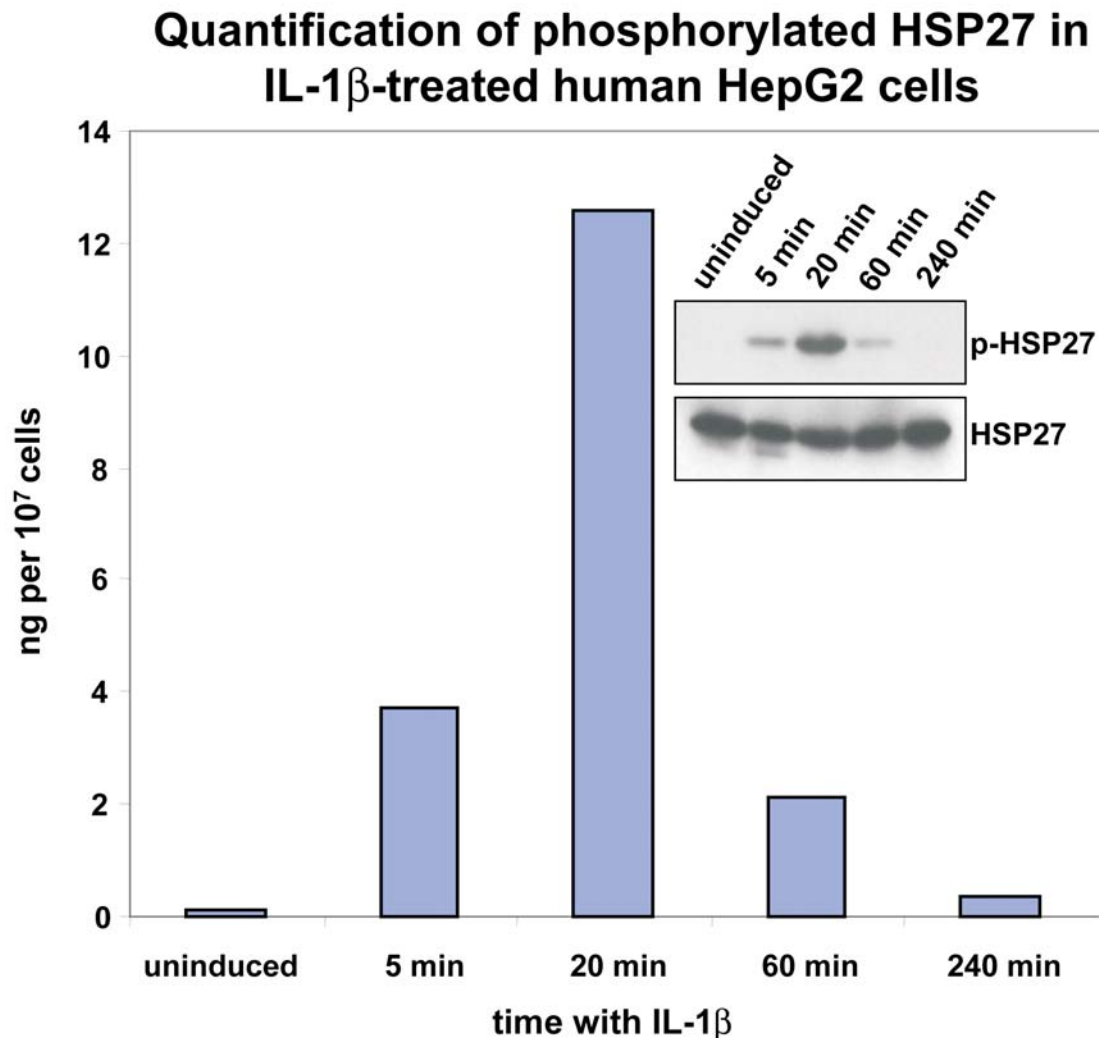 Quantification of phosphorylated HSP27 in
IL-1β-treated human HepG2 cells
14
12
10
8
6
4
2
0
ng per 10⁷ cells
uninduced
5 min
20 min
60 min
240 min
p-HSP27
HSP27
uninduced 5 min 20 min 60 min 240 min
time with IL-1β